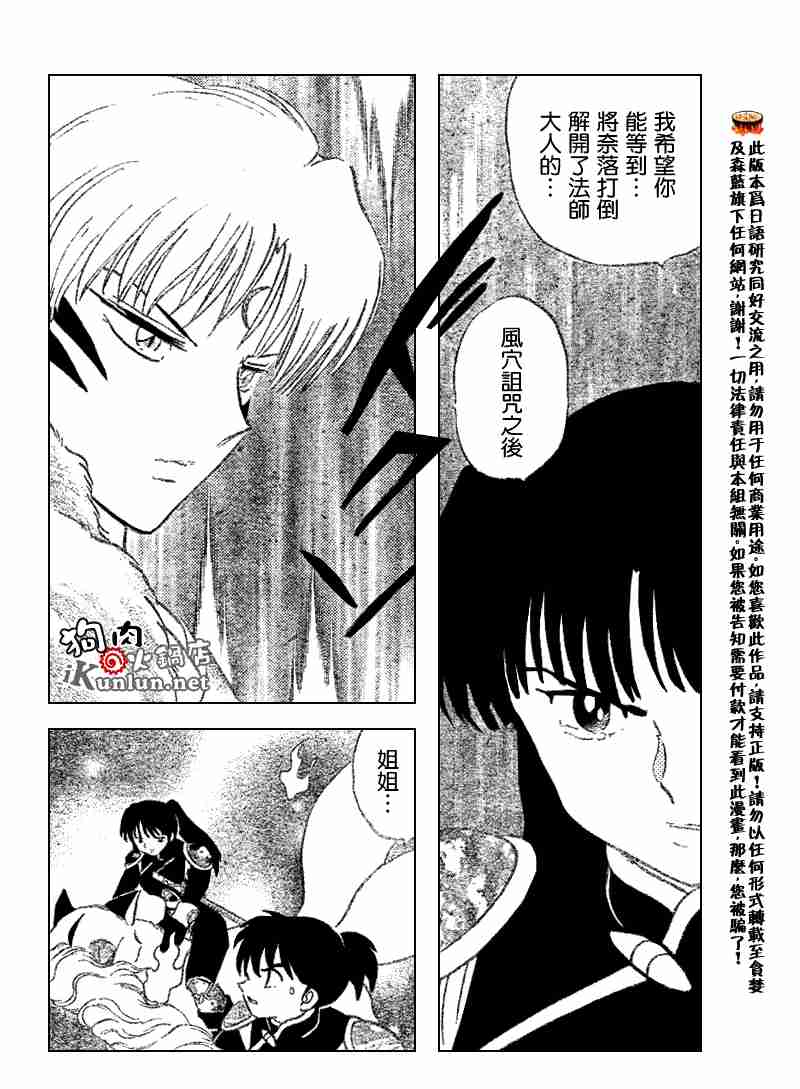 我希望你
能等到…
將奈落打倒
解開了法師
大人的…
風穴詛咒之後
姐姐…
狗肉
火鍋店
iKunlun.net
此版本爲日語研究同好交流之用,請勿用于任何商業用途。如您喜歡此作品,請支持正版!請勿以任何形式轉載至貪婪
及森藍旗下任何網站,謝謝!一切法律責任與本組無關。如果您被告知需要付款才能看到此漫畫,那麽,您被騙了!